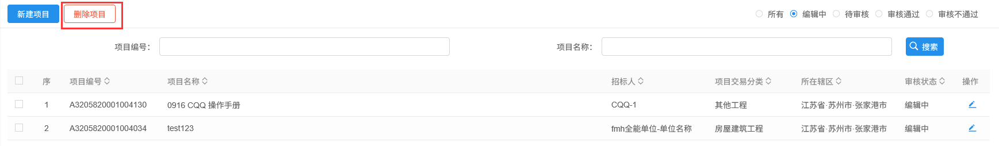 新建项目 删除项目 所有 编辑中 待审核 审核通过 审核不通过
项目编号： 项目名称： 搜索
序 项目编号 项目名称 招标人 项目交易分类 所在辖区 审核状态 操作
1 A3205820001004130 0916 CQQ 操作手册 CQQ-1 其他工程 江苏省·苏州市·张家港市 编辑中
2 A3205820001004034 test123 fmh全能单位-单位名称 房屋建筑工程 江苏省·苏州市·张家港市 编辑中